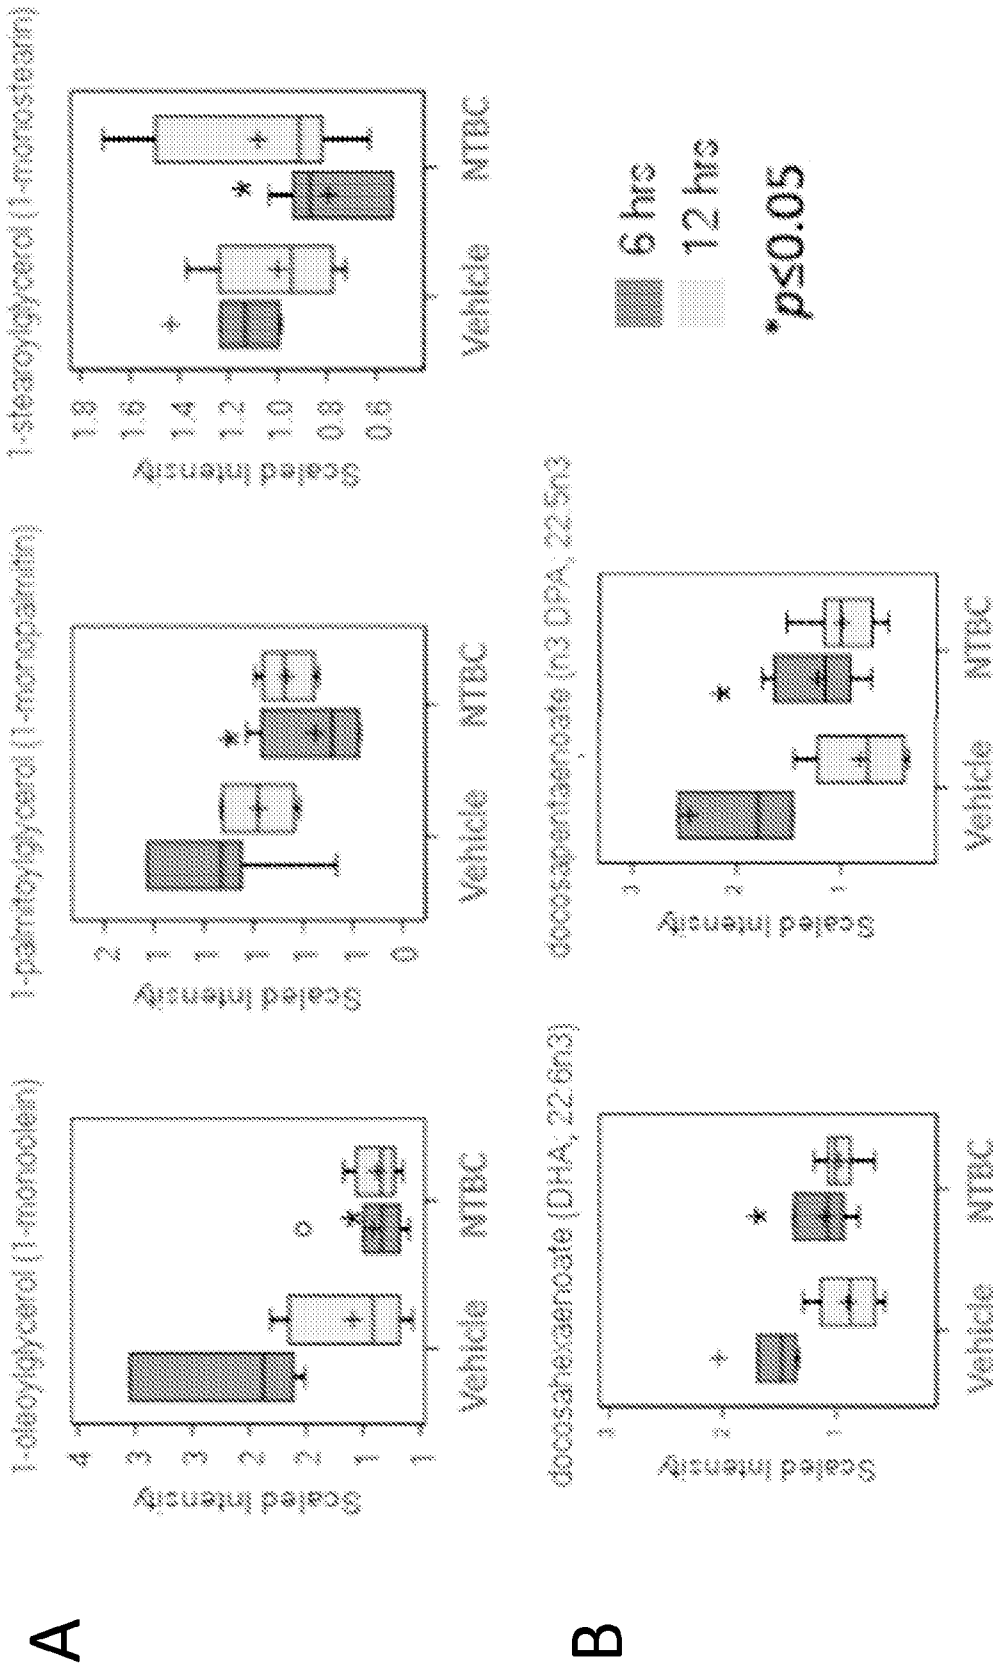 A
1-oleoylglycerol (1-monoolein)
Scaled Intensity
4
3
3
2
2
1
1
Vehicle
NTBC
1-palmitoylglycerol (1-monopalmitin)
Scaled Intensity
2
1
1
1
1
1
0
Vehicle
NTBC
1-stearoylglycerol (1-monostearin)
Scaled Intensity
1.8
1.6
1.4
1.2
1.0
0.8
0.6
Vehicle
NTBC
B
docosahexaenoate (DHA; 22:6n3)
Scaled Intensity
3
2
1
Vehicle
NTBC
docosapentaenoate (n3 DPA; 22:5n3
Scaled Intensity
3
2
1
Vehicle
NTBC
6 hrs
12 hrs
*p≤0.05